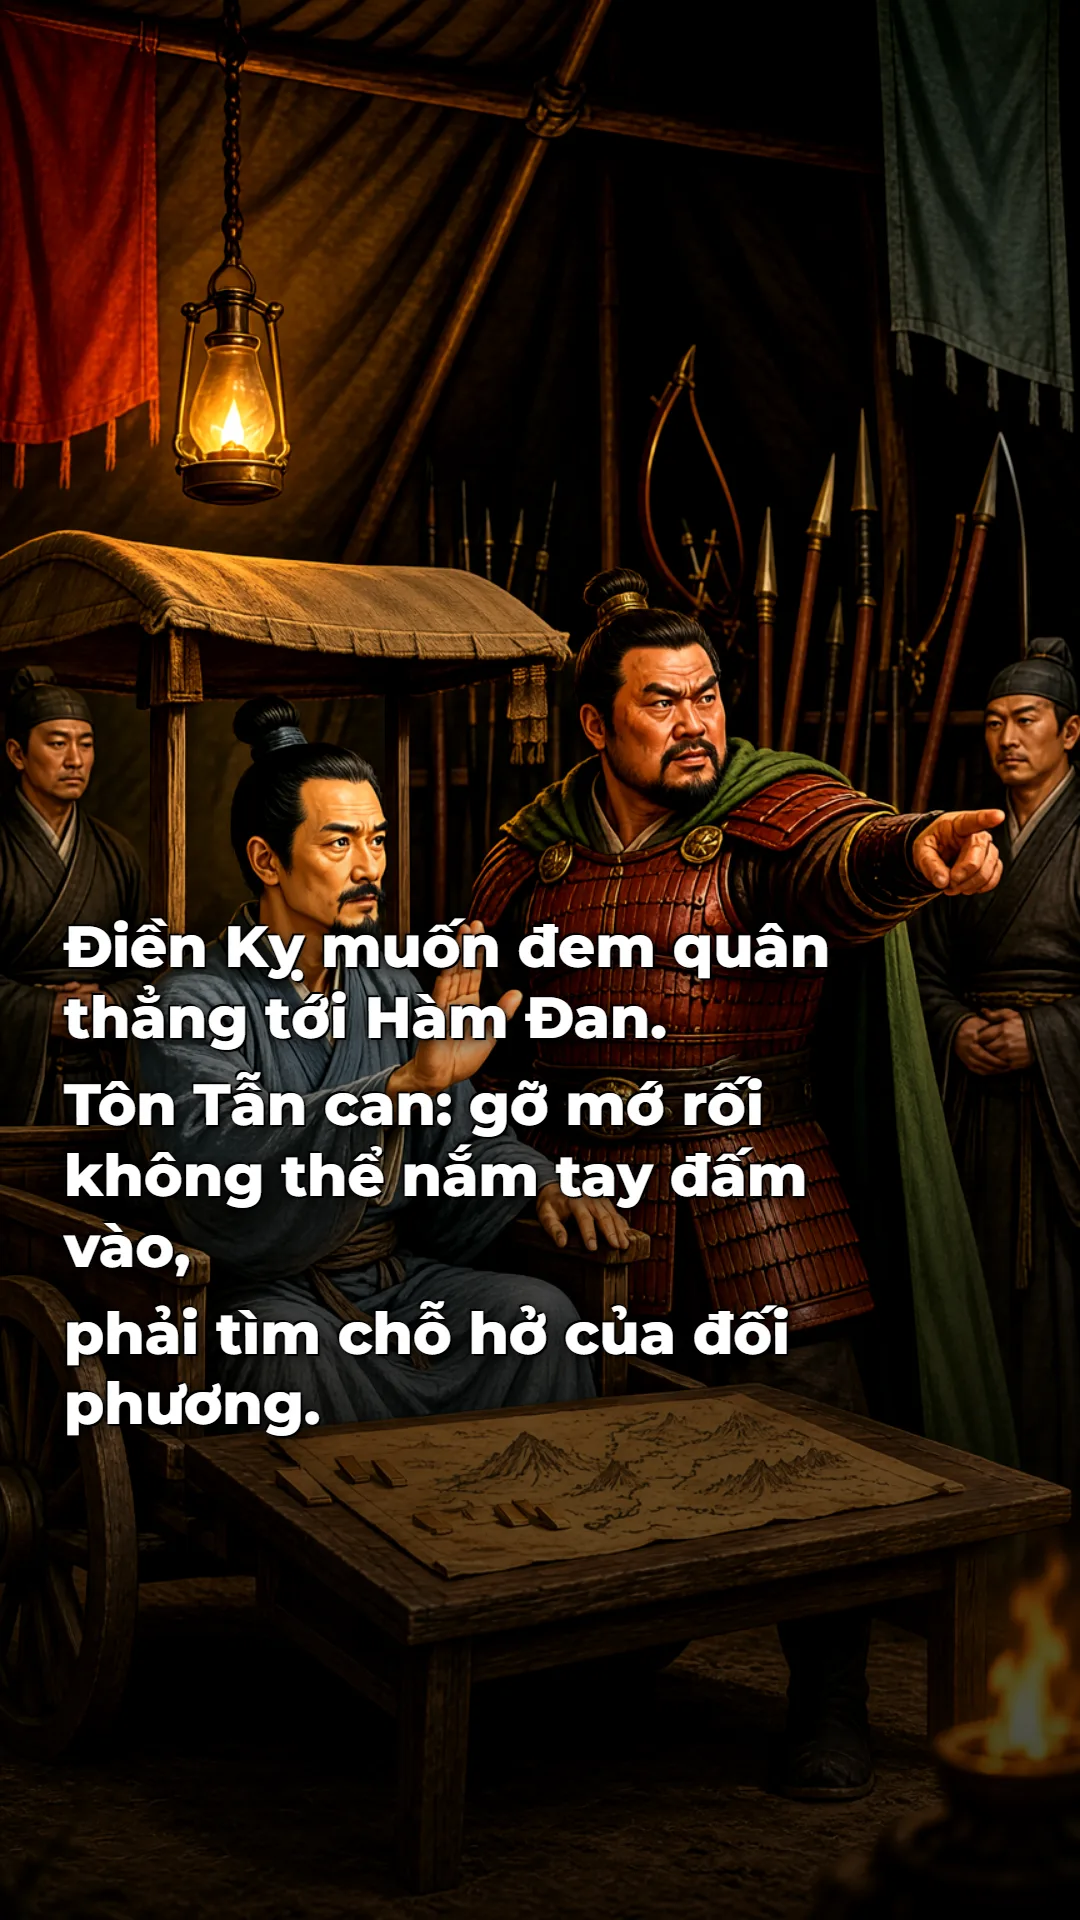 Điền Kỵ muốn đem quân
thẳng tới Hàm Đan.
Tôn Tẫn can: gỡ mớ rối
không thể nắm tay đấm
vào,
phải tìm chỗ hở của đối
phương.